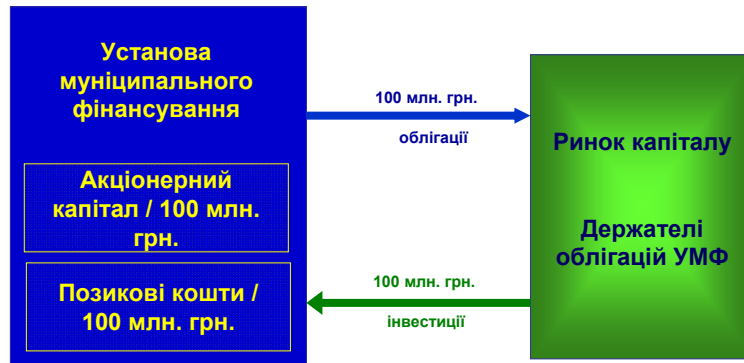 Установа
муніципального
фінансування
Акціонерний
капітал / 100 млн.
грн.
Позикові кошти /
100 млн. грн.
100 млн. грн.
облігації
100 млн. грн.
інвестиції
Ринок капіталу
Держателі
облігацій УМФ